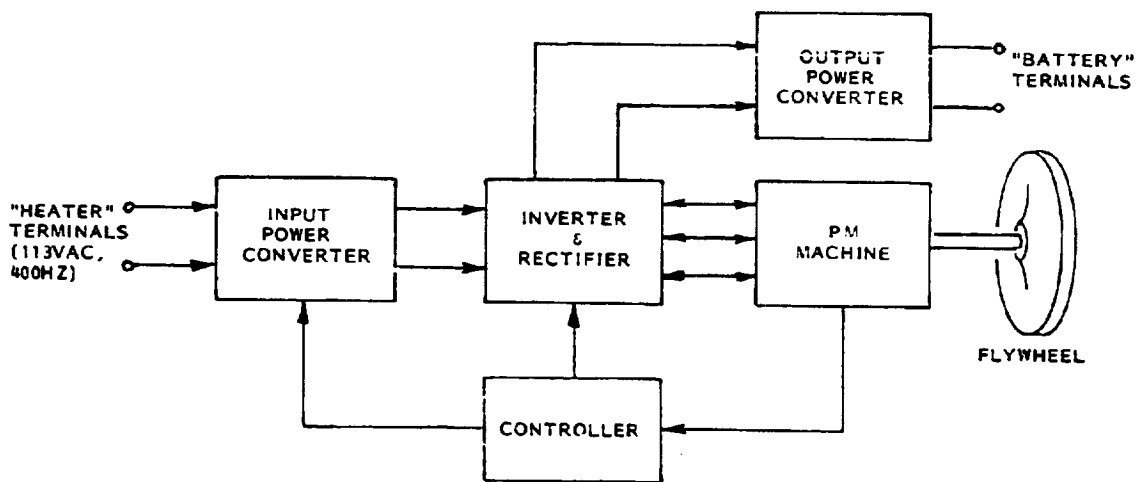 OUTPUT
POWER
CONVERTER
"BATTERY"
TERMINALS
"HEATER"
TERMINALS
(113VAC,
400HZ)
INPUT
POWER
CONVERTER
INVERTER
&
RECTIFIER
PM
MACHINE
FLYWHEEL
CONTROLLER